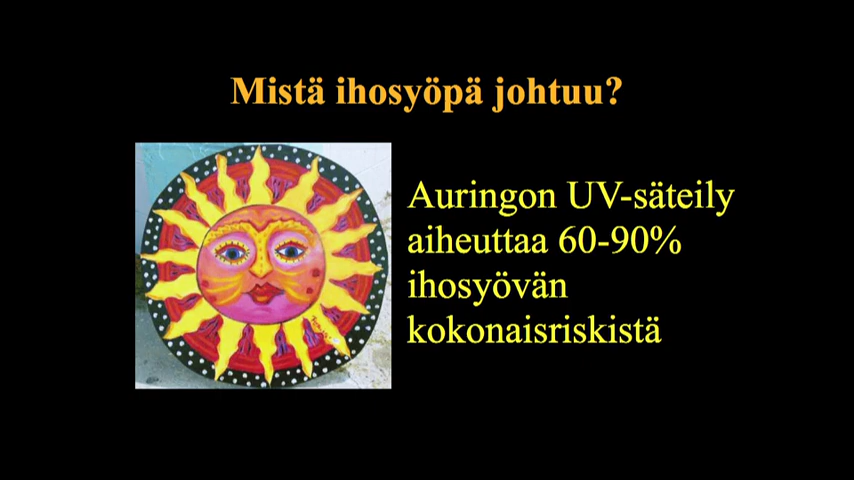 Mistä ihosyöpä johtuu?
Auringon UV-säteily
aiheuttaa 60-90%
ihosyövän
kokonaisriskistä